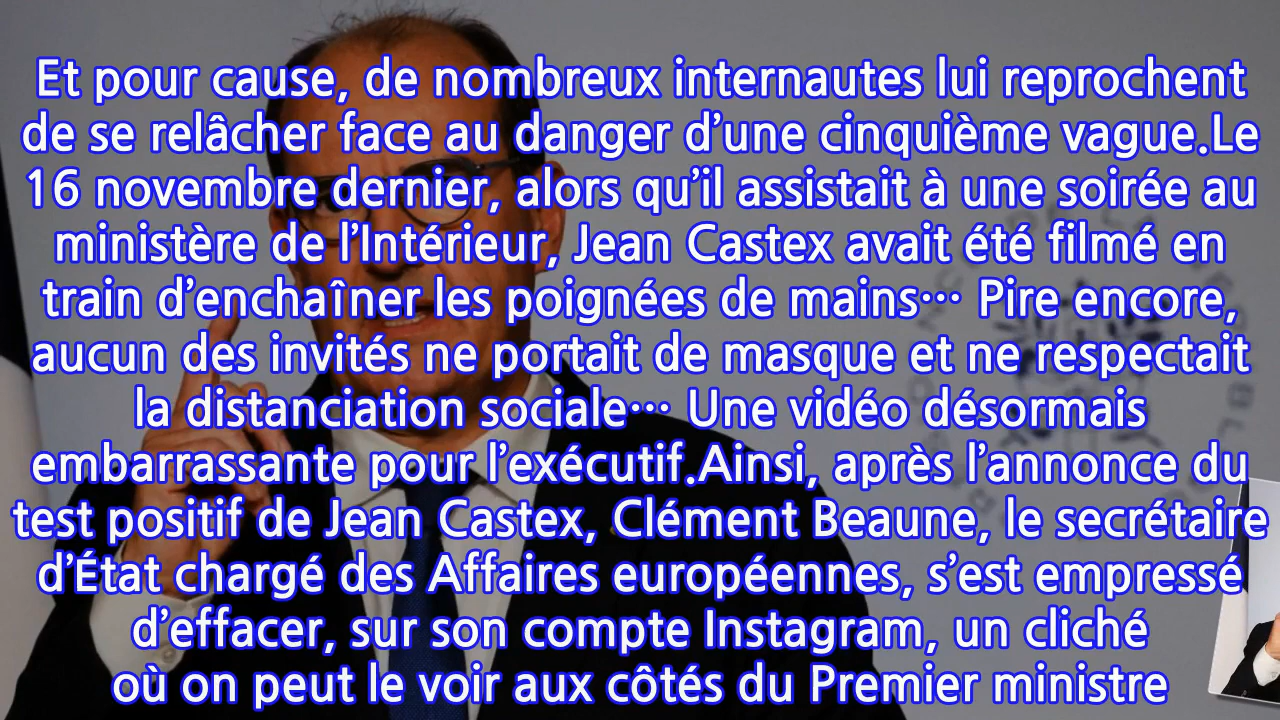 Et pour cause, de nombreux internautes lui reprochent
de se relâcher face au danger d'une cinquième vague.Le
16 novembre dernier, alors qu'il assistait à une soirée au
ministère de l'Intérieur, Jean Castex avait été filmé en
train d'enchaîner les poignées de mains… Pire encore,
aucun des invités ne portait de masque et ne respectait
la distanciation sociale… Une vidéo désormais
embarrassante pour l'exécutif.Ainsi, après l'annonce du
test positif de Jean Castex, Clément Beaune, le secrétaire
d'État chargé des Affaires européennes, s'est empressé
d'effacer, sur son compte Instagram, un cliché
où on peut le voir aux côtés du Premier ministre